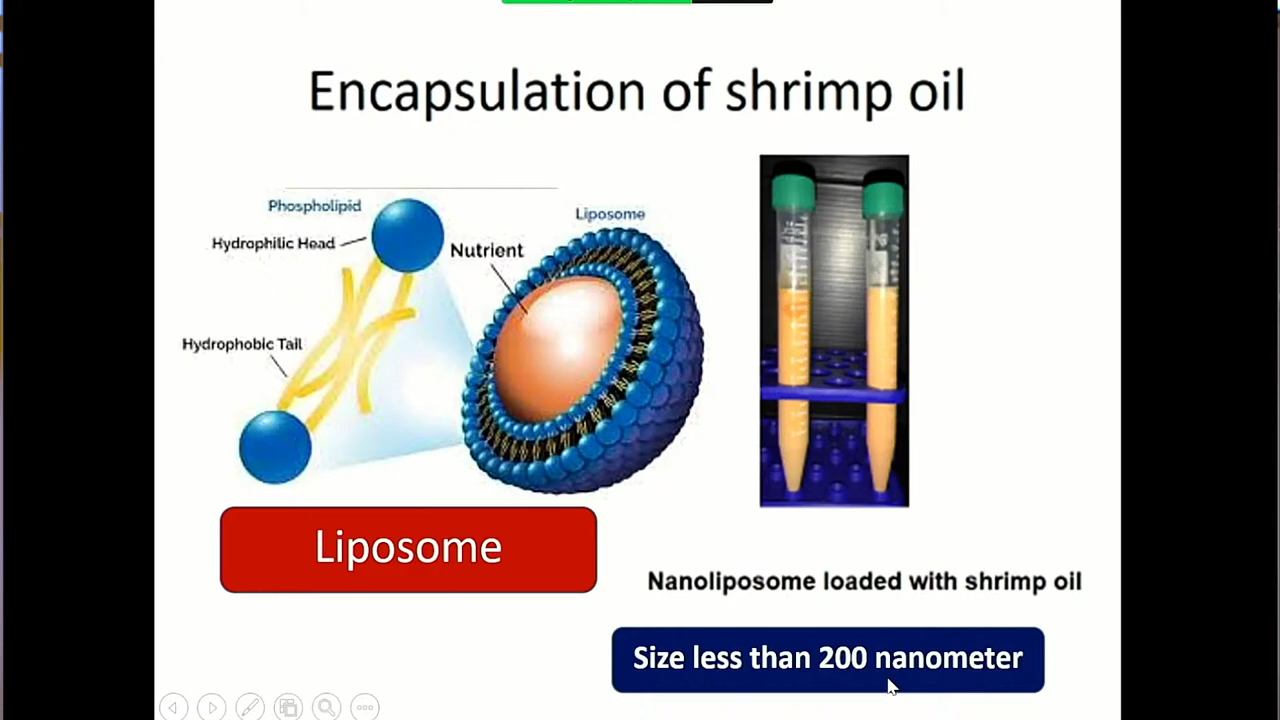 Encapsulation of shrimp oil
Phospholipid
Hydrophilic Head
Hydrophobic Tail
Nutrient
Liposome
Liposome
Nanoliposome loaded with shrimp oil
Size less than 200 nanometer